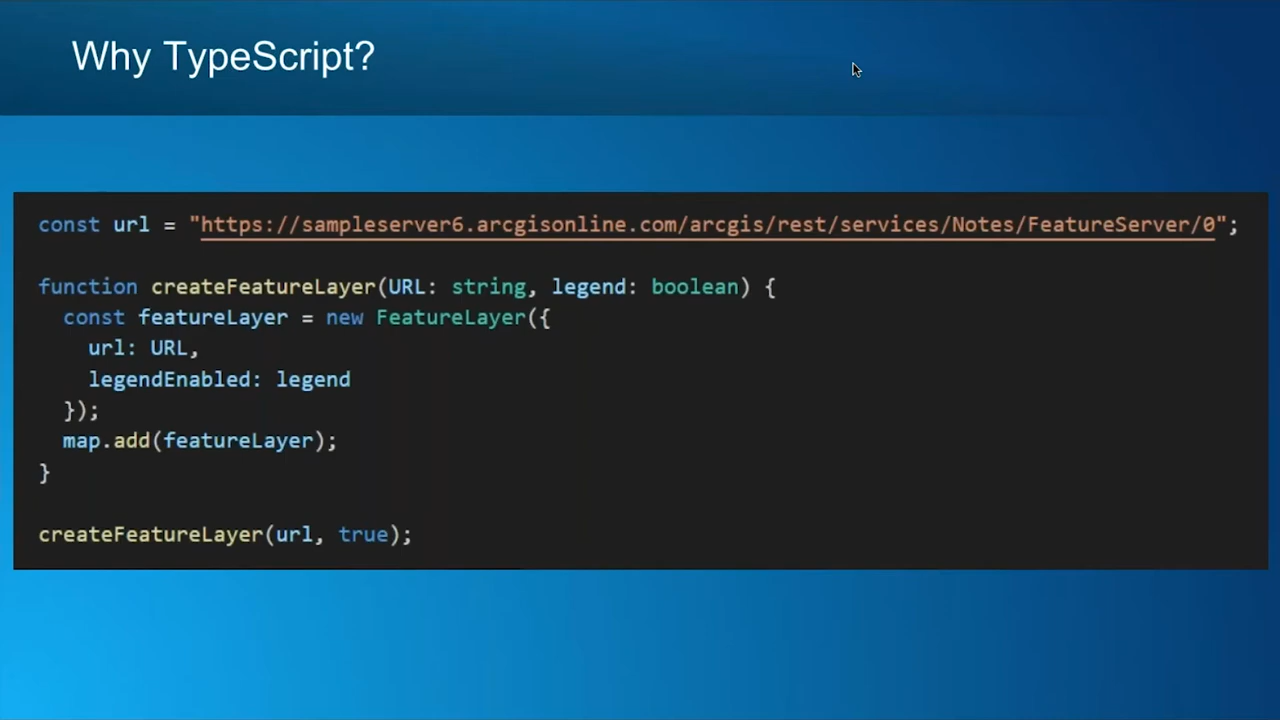 Why TypeScript?
const url = "https://sampleserver6.arcgisonline.com/arcgis/rest/services/Notes/FeatureServer/0";
function createFeatureLayer(URL: string, legend: boolean) {
const featureLayer = new FeatureLayer({
url: URL,
legendEnabled: legend
});
map.add(featureLayer);
}
createFeatureLayer(url, true);